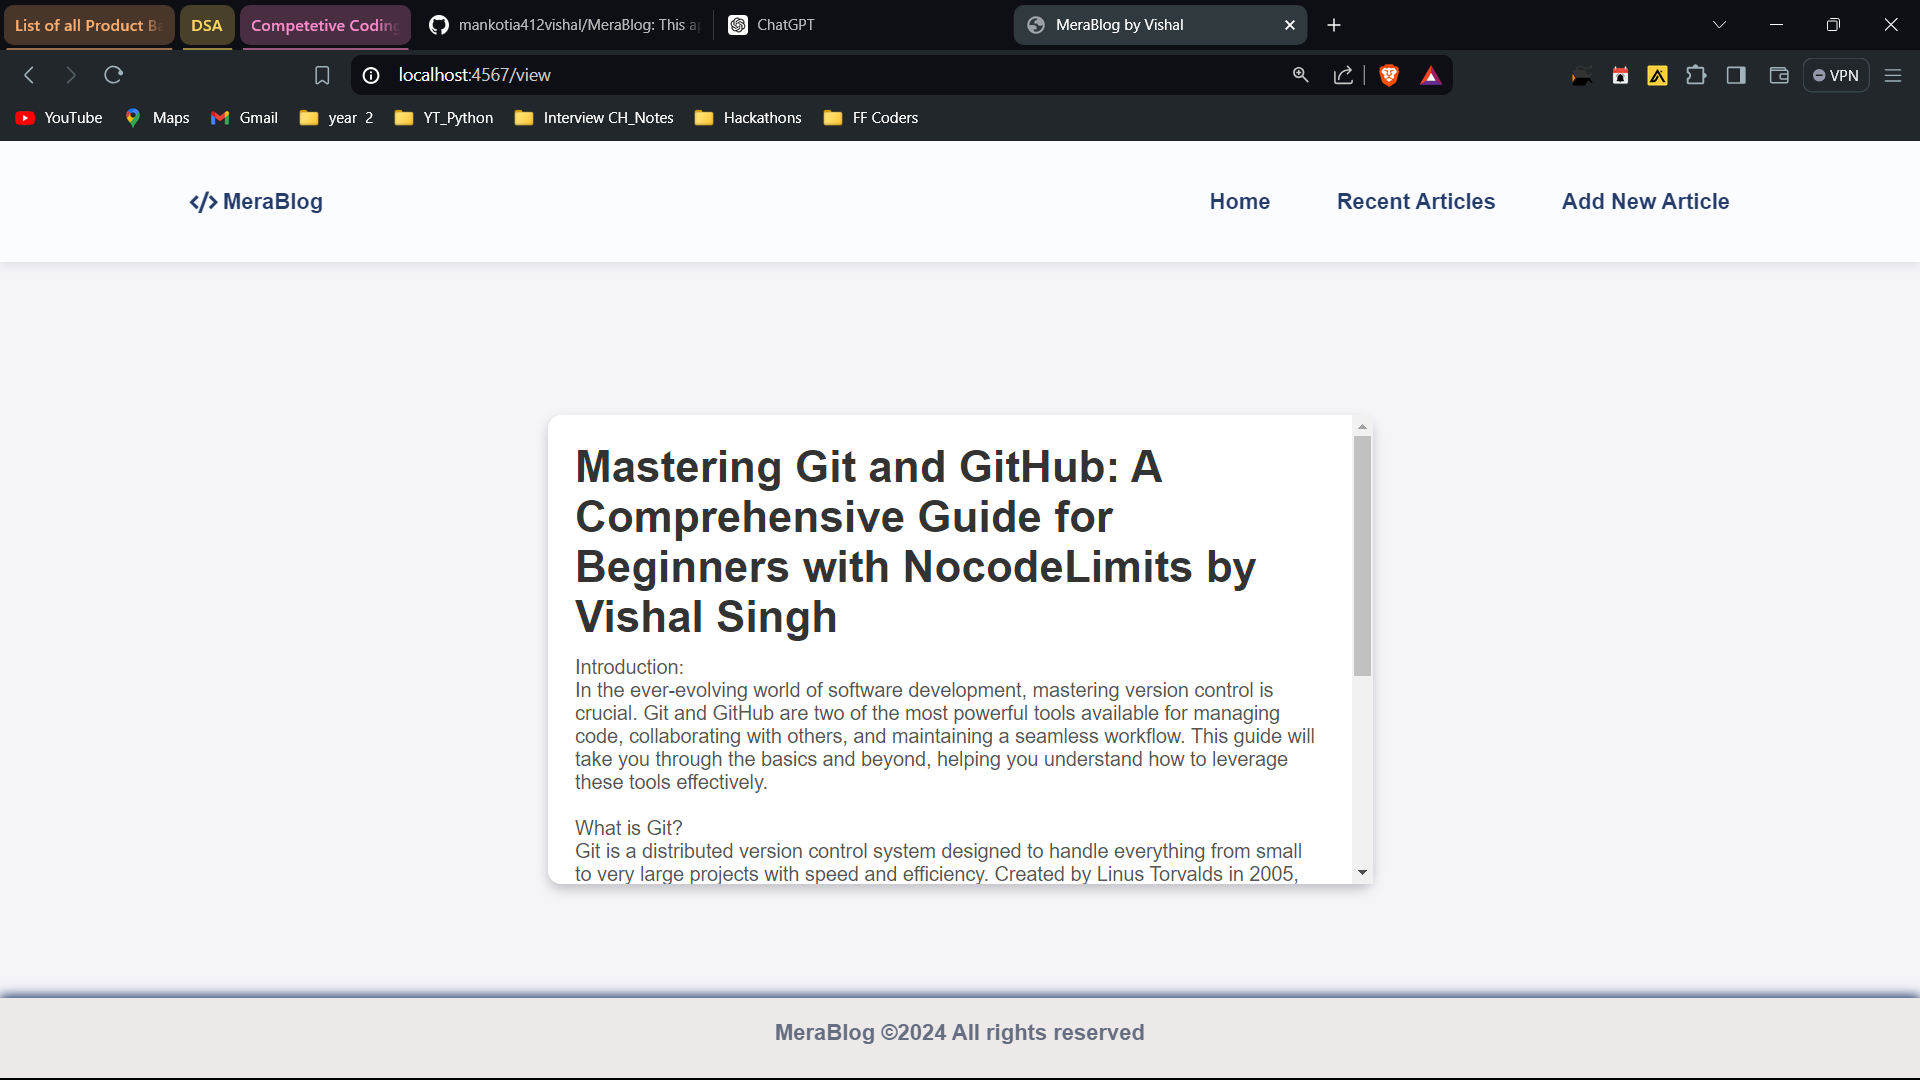 List of all Product Ba
DSA
Competetive Coding
mankotia412vishal/MeraBlog: This a
ChatGPT
MeraBlog by Vishal
localhost:4567/view
VPN
YouTube
Maps
Gmail
year 2
YT_Python
Interview CH_Notes
Hackathons
FF Coders
</> MeraBlog
Home
Recent Articles
Add New Article
Mastering Git and GitHub: A
Comprehensive Guide for
Beginners with NocodeLimits by
Vishal Singh
Introduction:
In the ever-evolving world of software development, mastering version control is
crucial. Git and GitHub are two of the most powerful tools available for managing
code, collaborating with others, and maintaining a seamless workflow. This guide will
take you through the basics and beyond, helping you understand how to leverage
these tools effectively.
What is Git?
Git is a distributed version control system designed to handle everything from small
to very large projects with speed and efficiency. Created by Linus Torvalds in 2005,
MeraBlog ©2024 All rights reserved